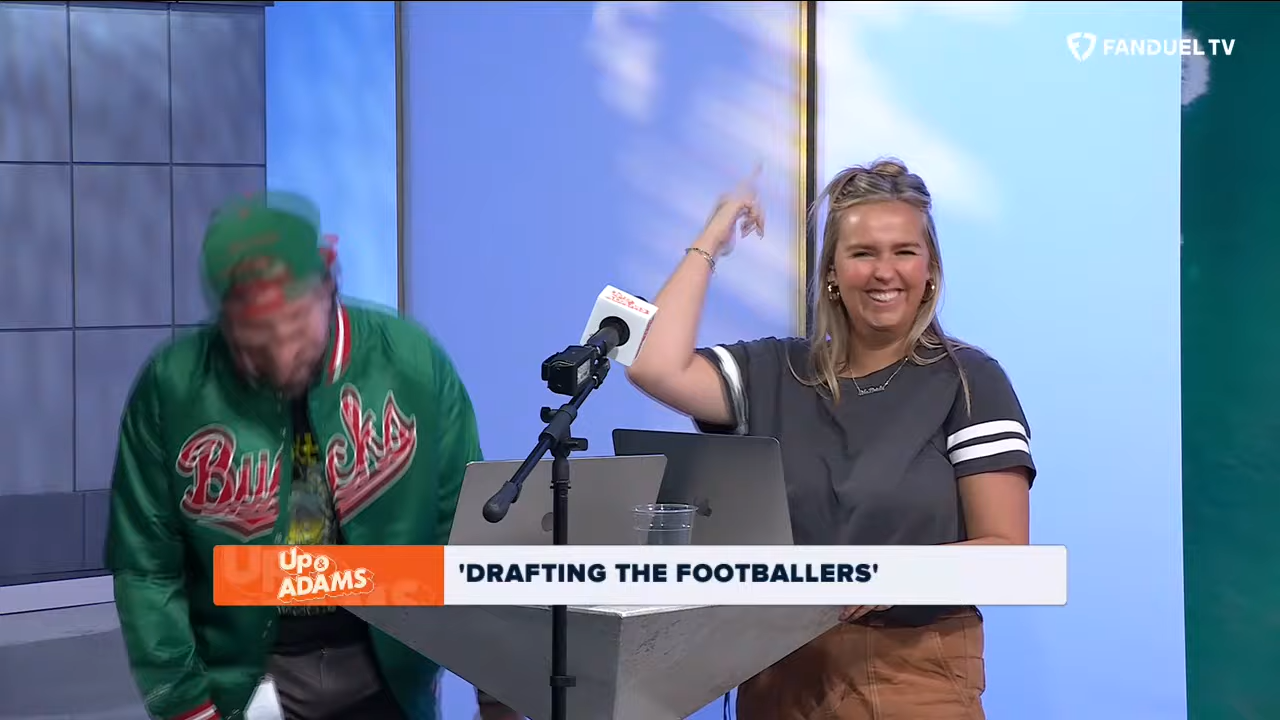 FANDUEL TV
Bucks
Up &
ADAMS
'DRAFTING THE FOOTBALLERS'